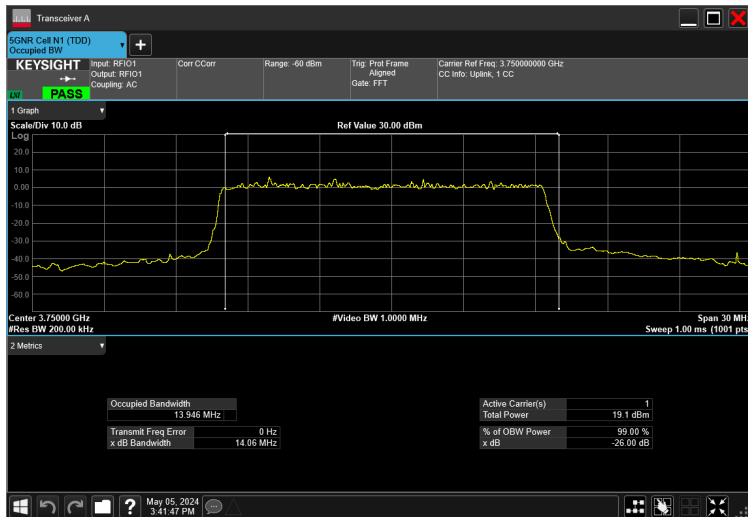 Transceiver A
5GNR Cell N1 (TDD)
Occupied BW
KEYSIGHT
LXI
PASS
Input: RFIO1
Output: RFIO1
Coupling: AC
Corr CCorr
Range: -60 dBm
Trig: Prot Frame
Aligned
Gate: FFT
Carrier Ref Freq: 3.750000000 GHz
CC Info: Uplink, 1 CC
1 Graph
Scale/Div 10.0 dB
Ref Value 30.00 dBm
Log
20.0
10.0
0.00
-10.0
-20.0
-30.0
-40.0
-50.0
-60.0
Center 3.75000 GHz
#Video BW 1.0000 MHz
Span 30 MHz
#Res BW 200.00 kHz
Sweep 1.00 ms (1001 pts
2 Metrics
Occupied Bandwidth
13.946 MHz
Transmit Freq Error 0 Hz
x dB Bandwidth 14.06 MHz
Active Carrier(s) 1
Total Power 19.1 dBm
% of OBW Power 99.00 %
x dB -26.00 dB
?
May 05, 2024
3:41:47 PM